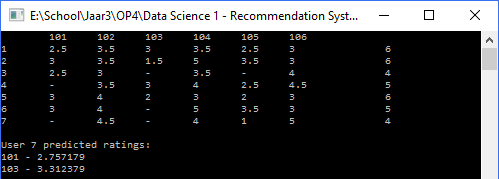 E:\School\Jaar3\OP4\Data Science 1 - Recommendation Syst...
101 102 103 104 105 106
1 2.5 3.5 3 3.5 2.5 3 6
2 3 3.5 1.5 5 3.5 3 6
3 2.5 3 - 3.5 - 4 4
4 - 3.5 3 4 2.5 4.5 5
5 3 4 2 3 2 3 6
6 3 4 - 5 3.5 3 5
7 - 4.5 - 4 1 5 4
User 7 predicted ratings:
101 - 2.757179
103 - 3.312379